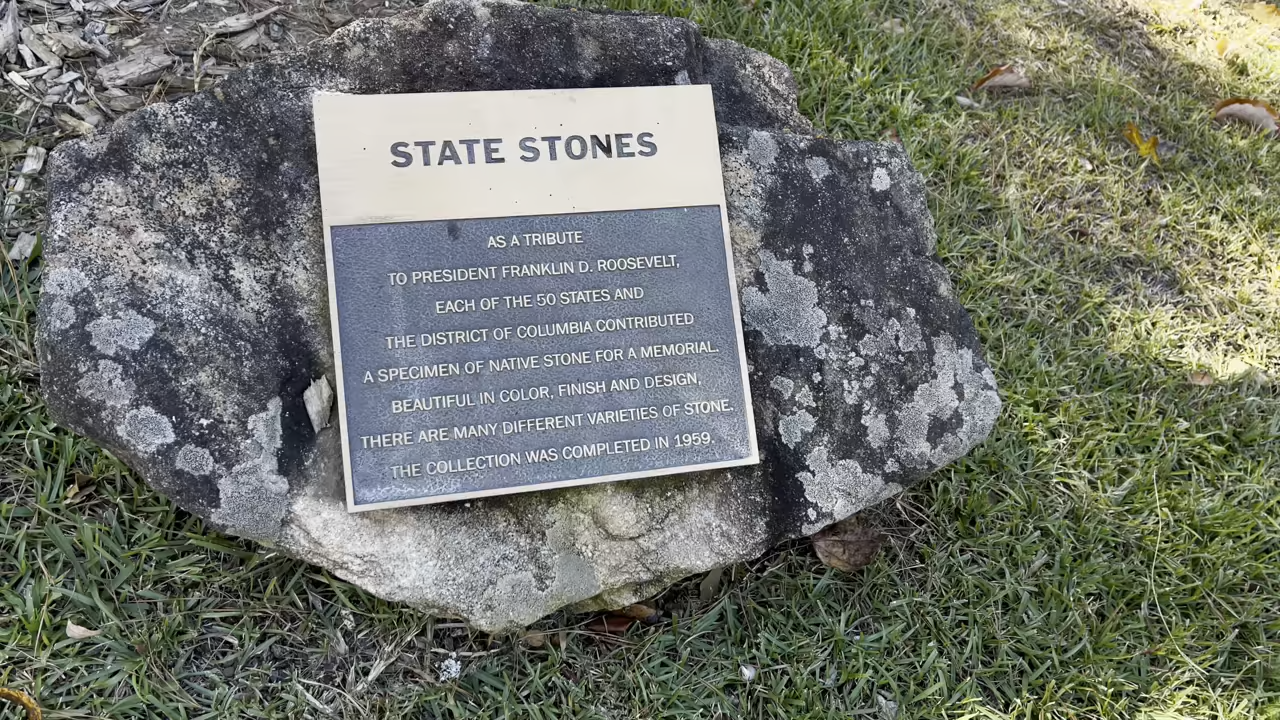 STATE STONES
AS A TRIBUTE
TO PRESIDENT FRANKLIN D. ROOSEVELT,
EACH OF THE 50 STATES AND
THE DISTRICT OF COLUMBIA CONTRIBUTED
A SPECIMEN OF NATIVE STONE FOR A MEMORIAL.
BEAUTIFUL IN COLOR, FINISH AND DESIGN,
THERE ARE MANY DIFFERENT VARIETIES OF STONE.
THE COLLECTION WAS COMPLETED IN 1959.